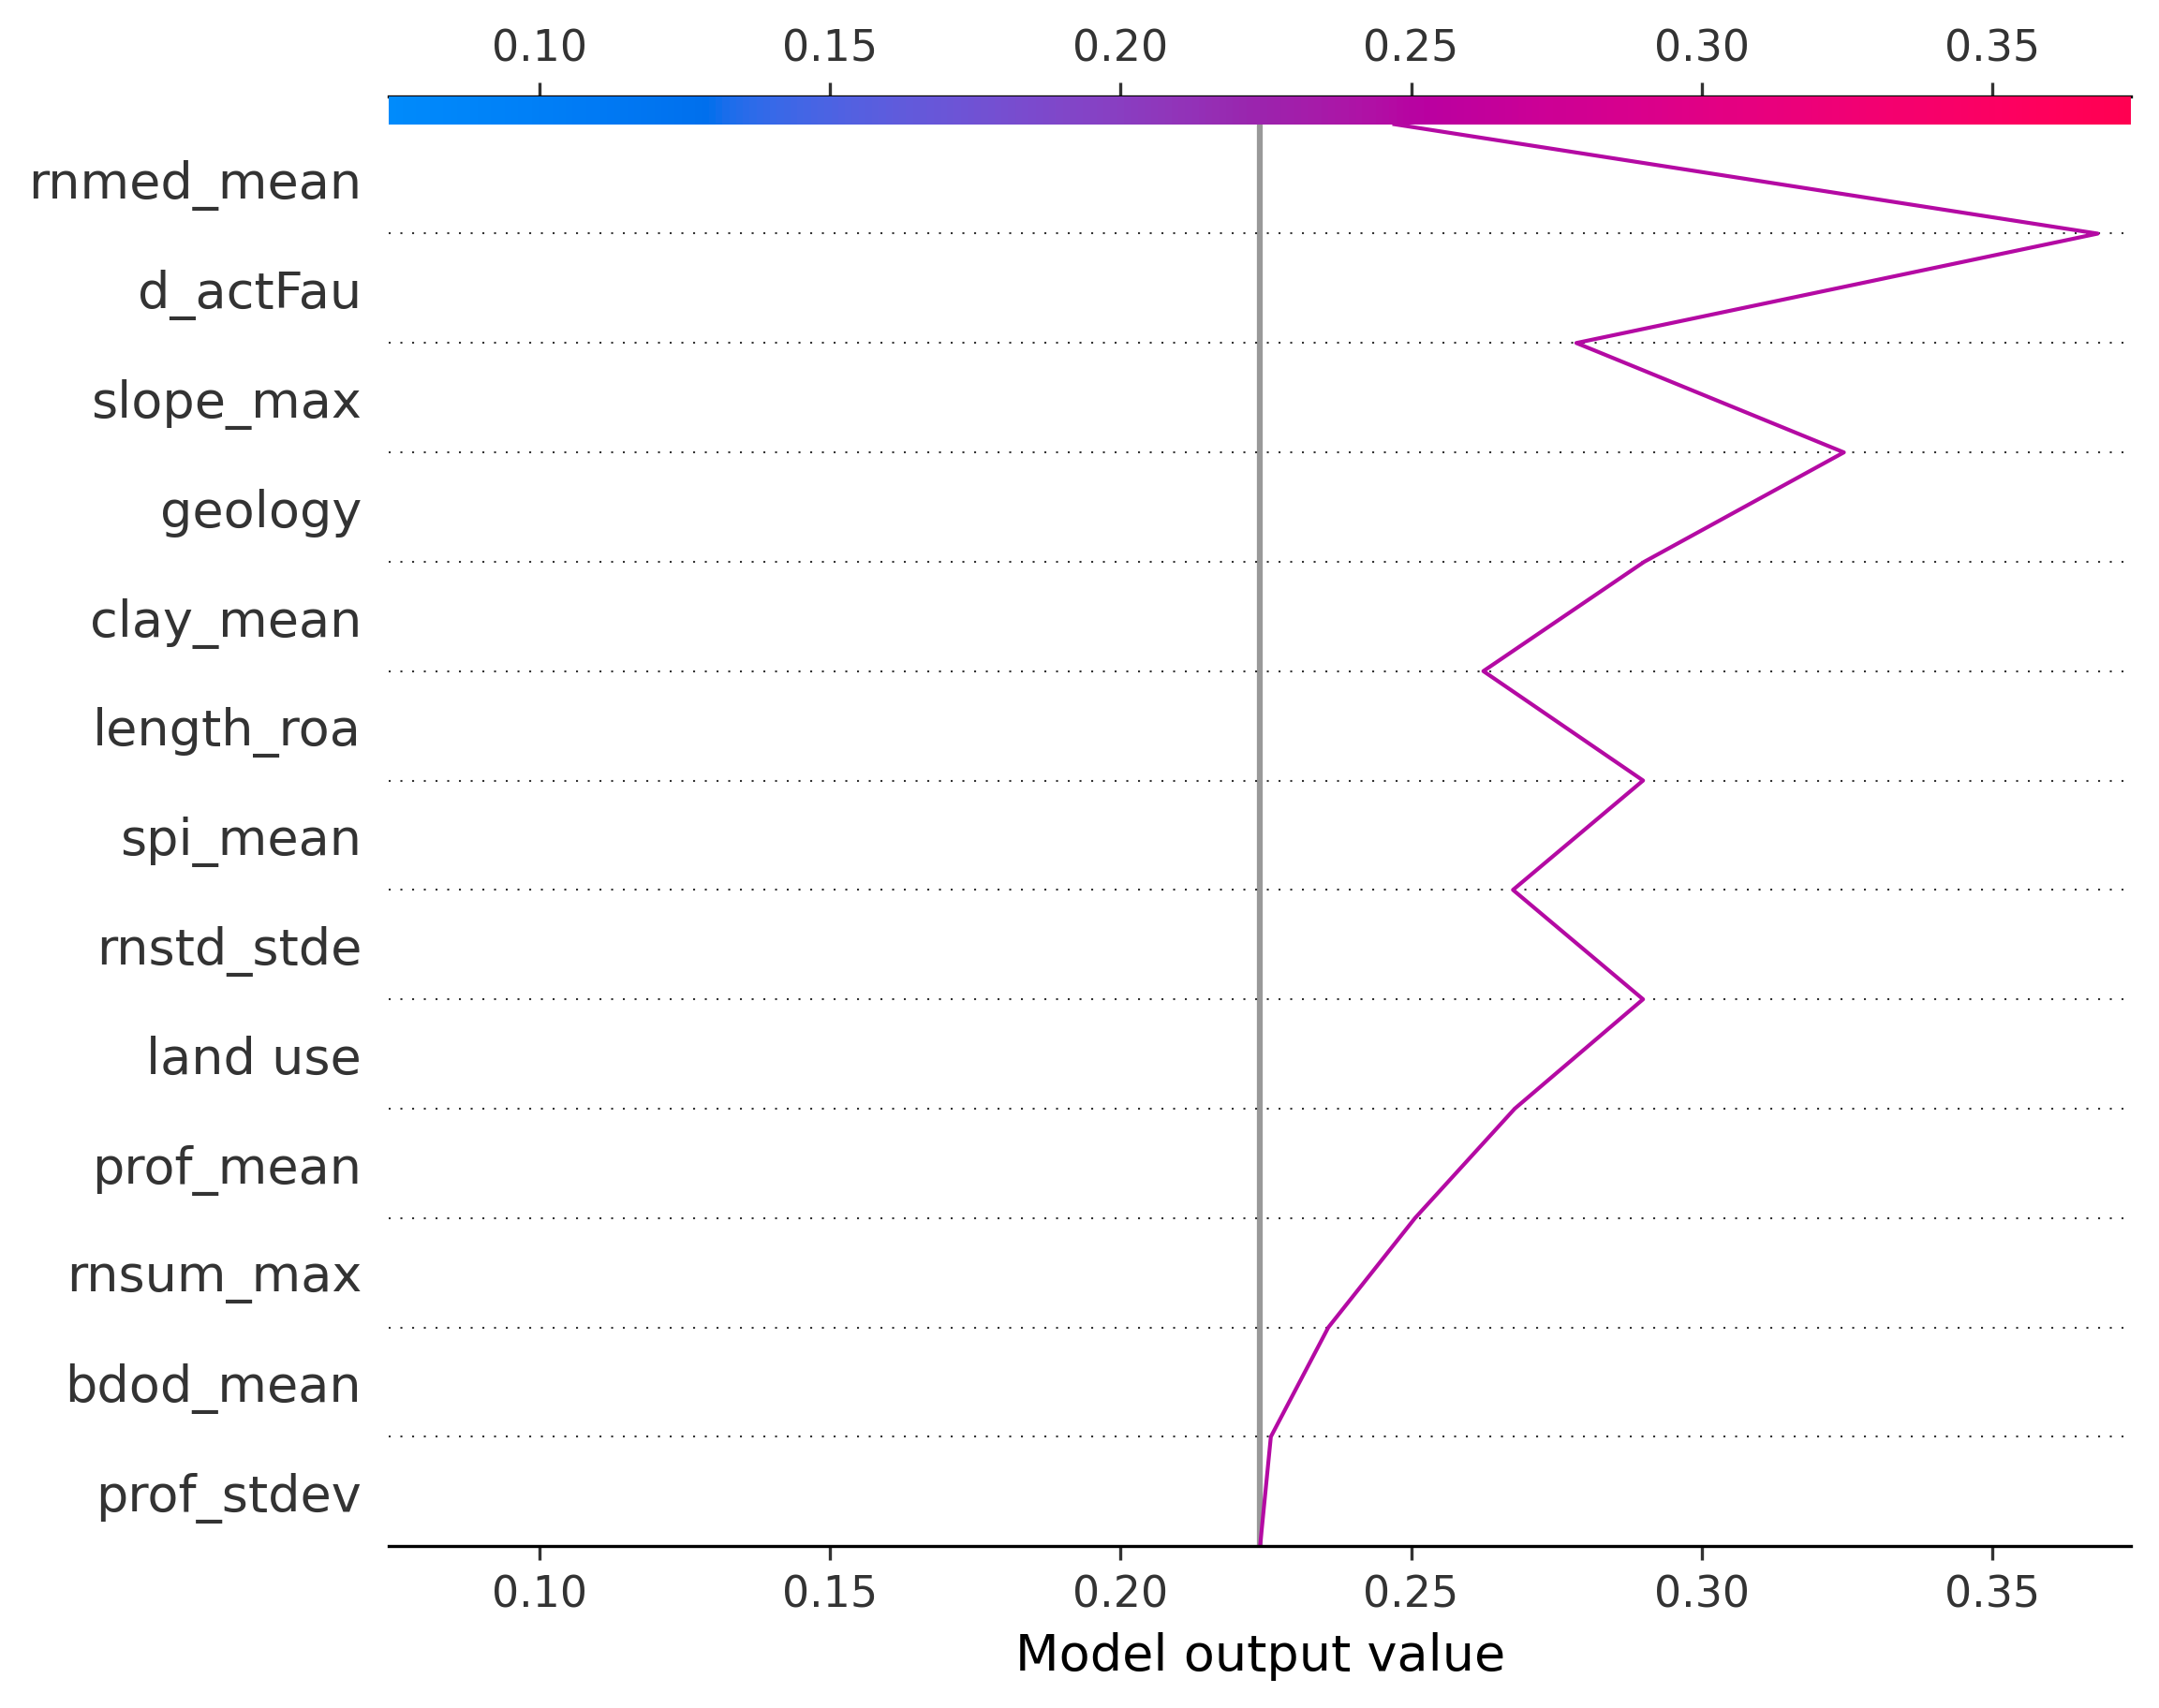 0.10 0.15 0.20 0.25 0.30 0.35
rnmed_mean
d_actFau
slope_max
geology
clay_mean
length_roa
spi_mean
rnstd_stde
land use
prof_mean
rnsum_max
bdod_mean
prof_stdev
0.10 0.15 0.20 0.25 0.30 0.35
Model output value